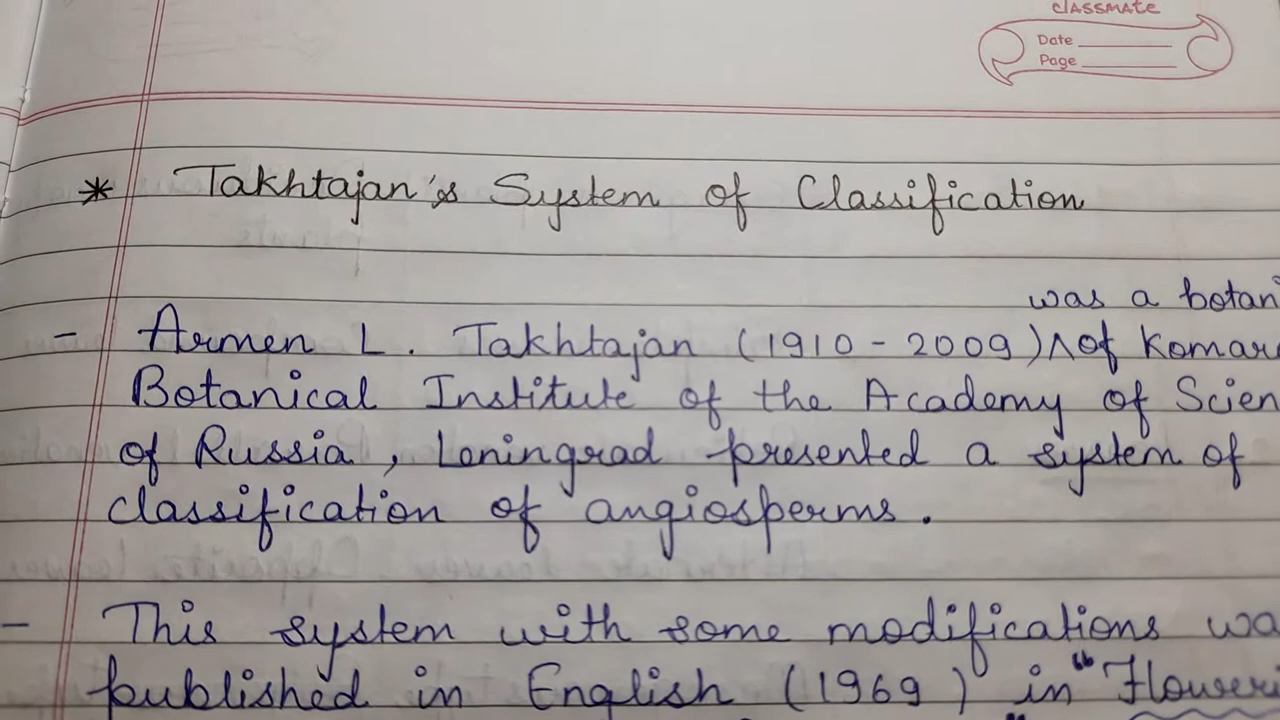 classmate
Date
Page
* Takhtajan's System of Classification
was a botan
- Armen L. Takhtajan (1910 - 2009) ∧ of Komar
Botanical Institute of the Academy of Scien
of Russia, Leningrad presented a system of
classification of angiosperms.
- This system with some modifications wa
published in English (1969) in "Floweri